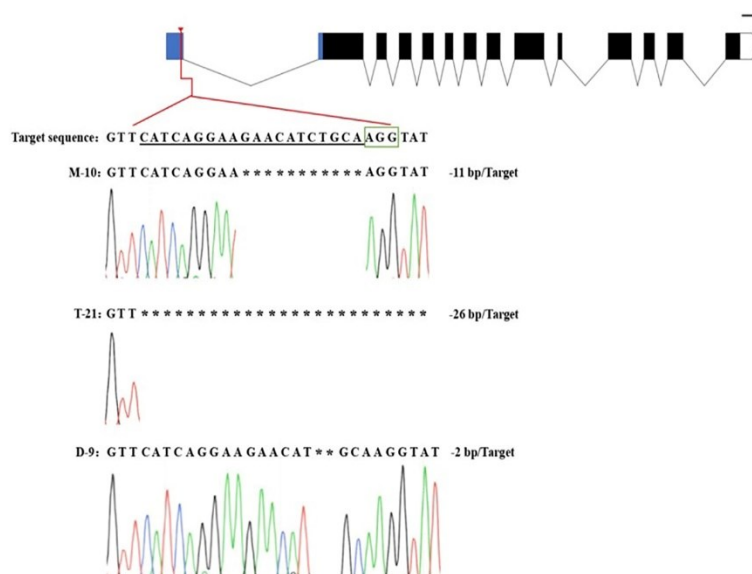 Target sequence: GTTCATCAGGAAGAACATCTGCAAGGTAT
M-10: GTTCATCAGGAA***********AGGTAT -11 bp/Target
T-21: GTT************************** -26 bp/Target
D-9: GTTCATCAGGAAGAACAT**GCAAGGTAT -2 bp/Target